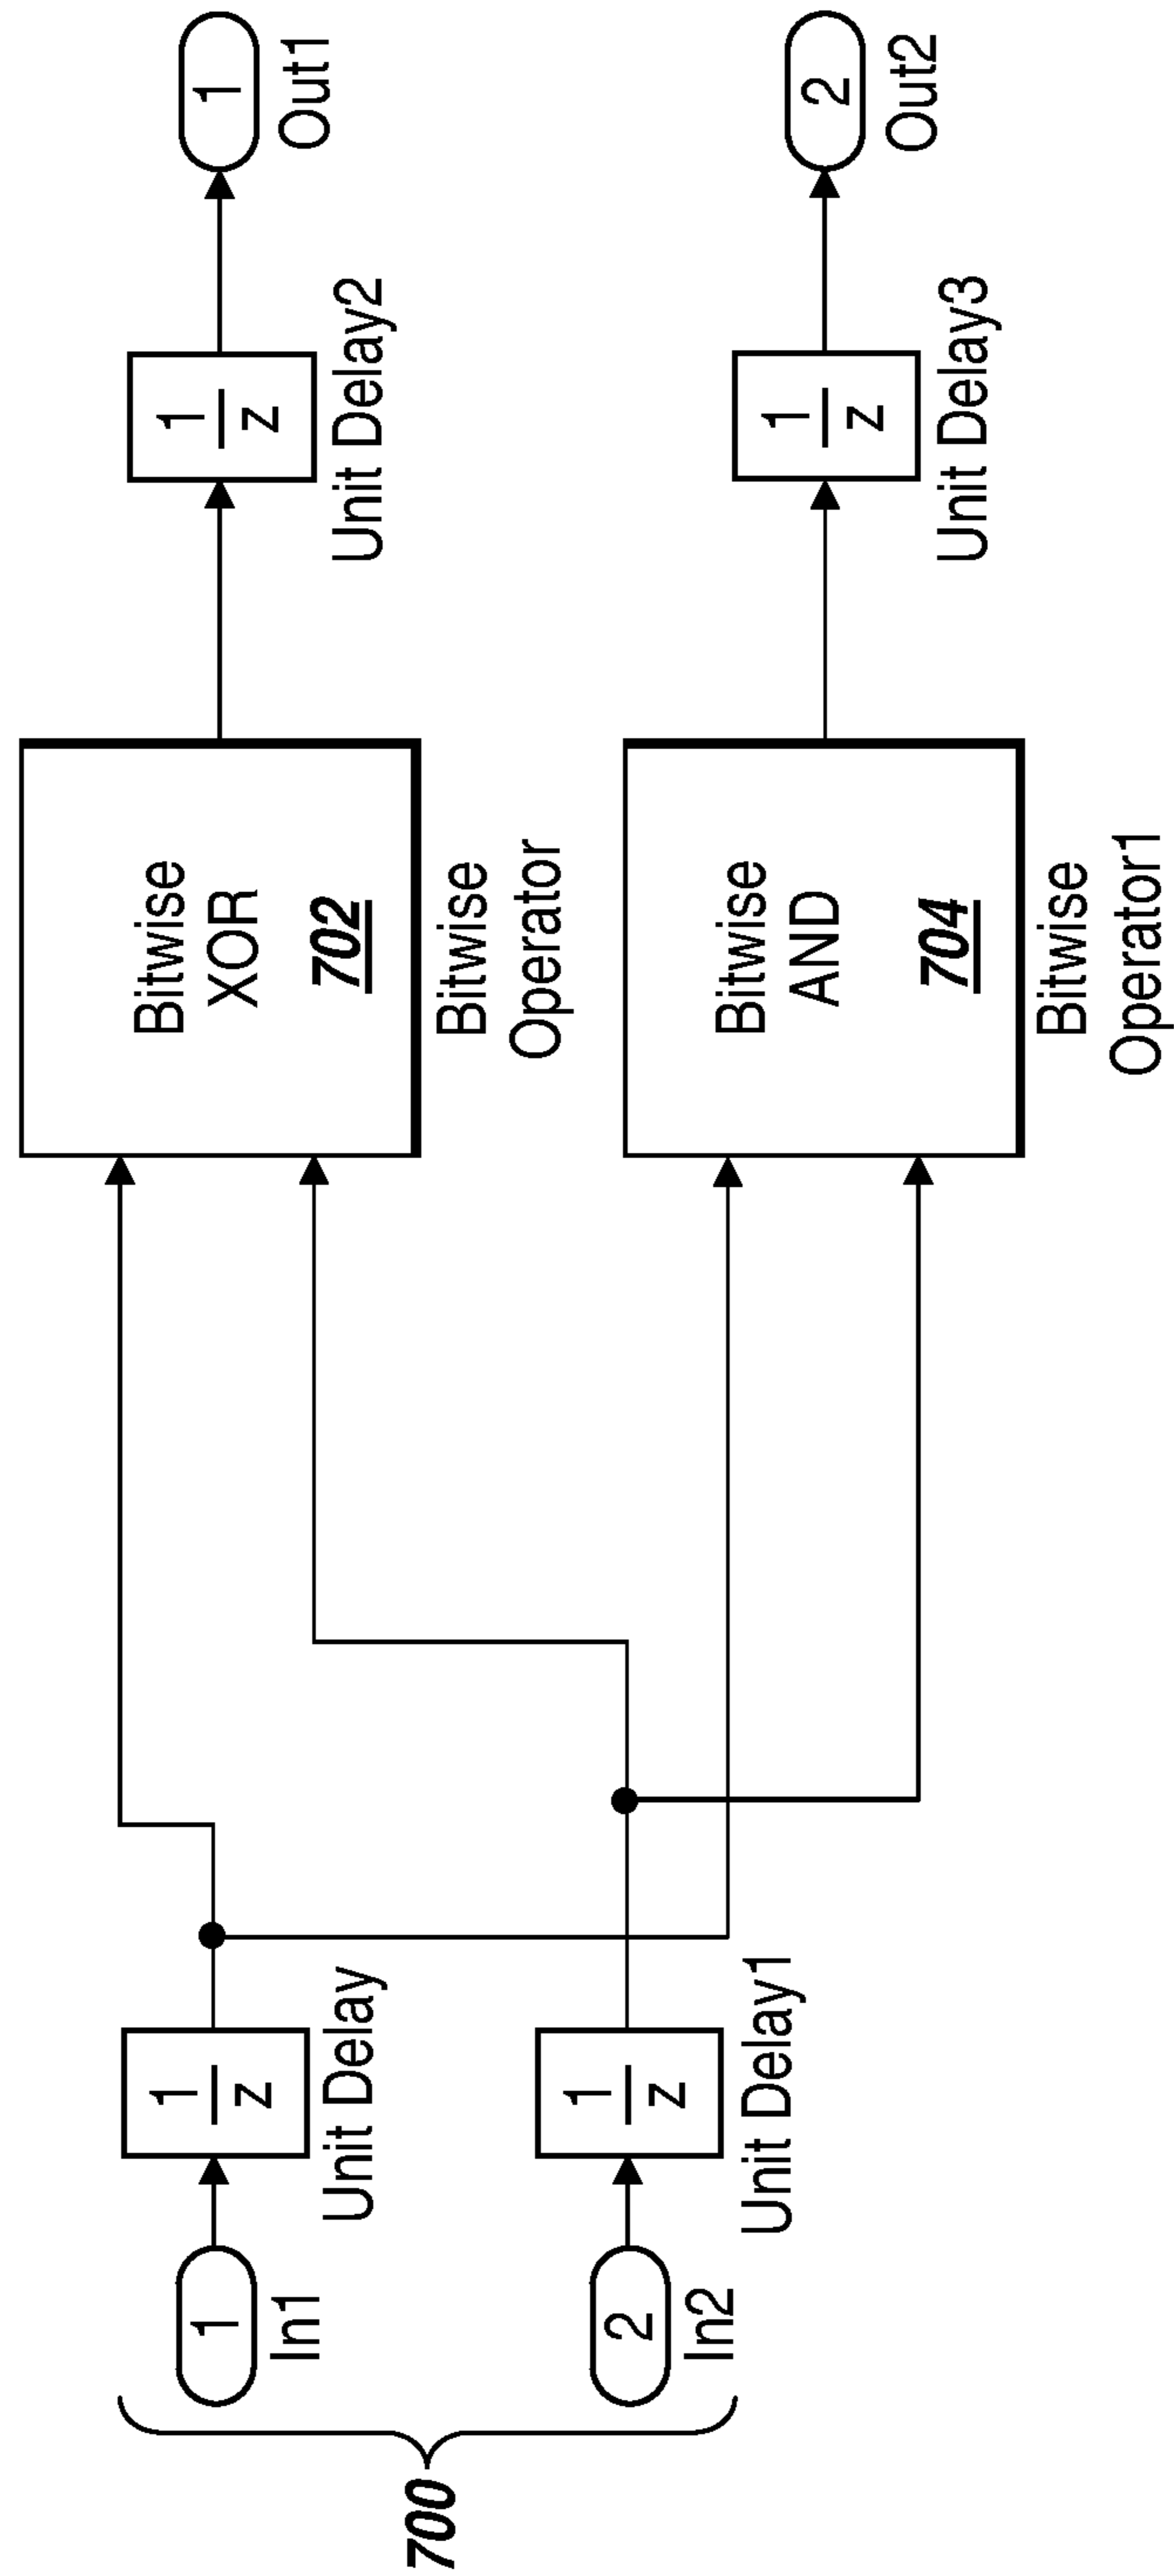 700
1
In1
1
z
Unit Delay
2
In2
1
z
Unit Delay1
Bitwise
XOR
702
Bitwise
Operator
Bitwise
AND
704
Bitwise
Operator1
1
z
Unit Delay2
1
Out1
1
z
Unit Delay3
2
Out2